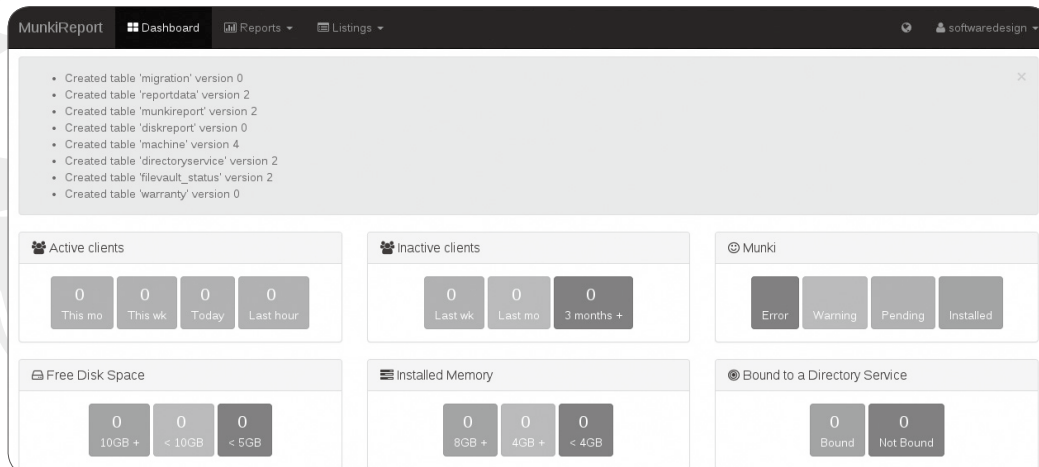 MunkiReport Dashboard Reports Listings softwaredesign
×
• Created table 'migration' version 0
• Created table 'reportdata' version 2
• Created table 'munkireport' version 2
• Created table 'diskreport' version 0
• Created table 'machine' version 4
• Created table 'directoryservice' version 2
• Created table 'filevault_status' version 2
• Created table 'warranty' version 0
Active clients
0 0 0 0
This mo This wk Today Last hour
Inactive clients
0 0 0
Last wk Last mo 3 months +
Munki
Error Warning Pending Installed
Free Disk Space
0 0 0
10GB + < 10GB < 5GB
Installed Memory
0 0 0
8GB + 4GB + < 4GB
Bound to a Directory Service
0 0
Bound Not Bound